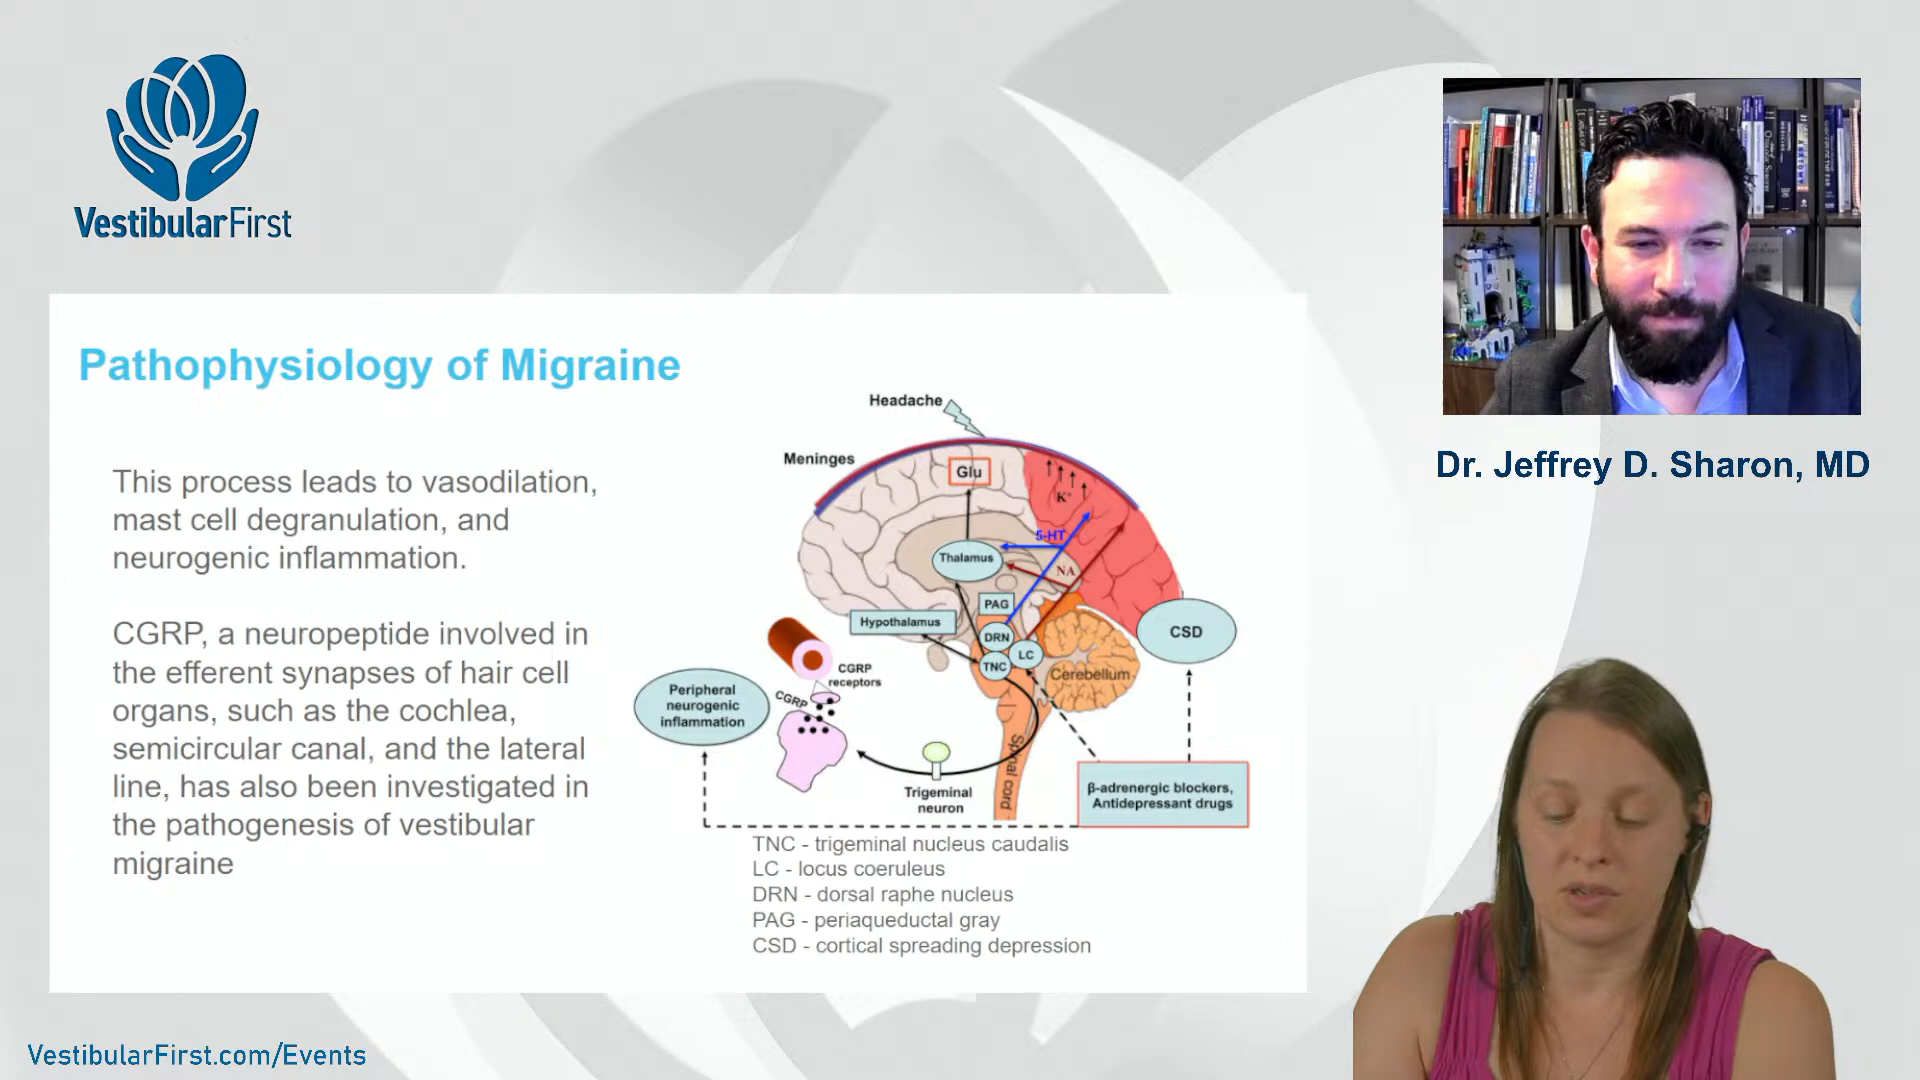 VestibularFirst
Pathophysiology of Migraine
This process leads to vasodilation,
mast cell degranulation, and
neurogenic inflammation.
CGRP, a neuropeptide involved in
the efferent synapses of hair cell
organs, such as the cochlea,
semicircular canal, and the lateral
line, has also been investigated in
the pathogenesis of vestibular
migraine
Headache
Meninges
Glu
K+
5-HT
Thalamus
NA
PAG
Hypothalamus
DRN
LC
TNC
CSD
Cerebellum
CGRP
receptors
CGRP
Peripheral
neurogenic
inflammation
Spinal cord
Trigeminal
neuron
β-adrenergic blockers,
Antidepressant drugs
TNC - trigeminal nucleus caudalis
LC - locus coeruleus
DRN - dorsal raphe nucleus
PAG - periaqueductal gray
CSD - cortical spreading depression
Dr. Jeffrey D. Sharon, MD
VestibularFirst.com/Events